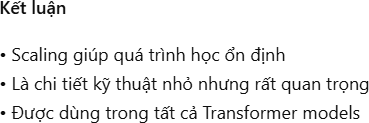 Kết luận
• Scaling giúp quá trình học ổn định
• Là chi tiết kỹ thuật nhỏ nhưng rất quan trọng
• Được dùng trong tất cả Transformer models